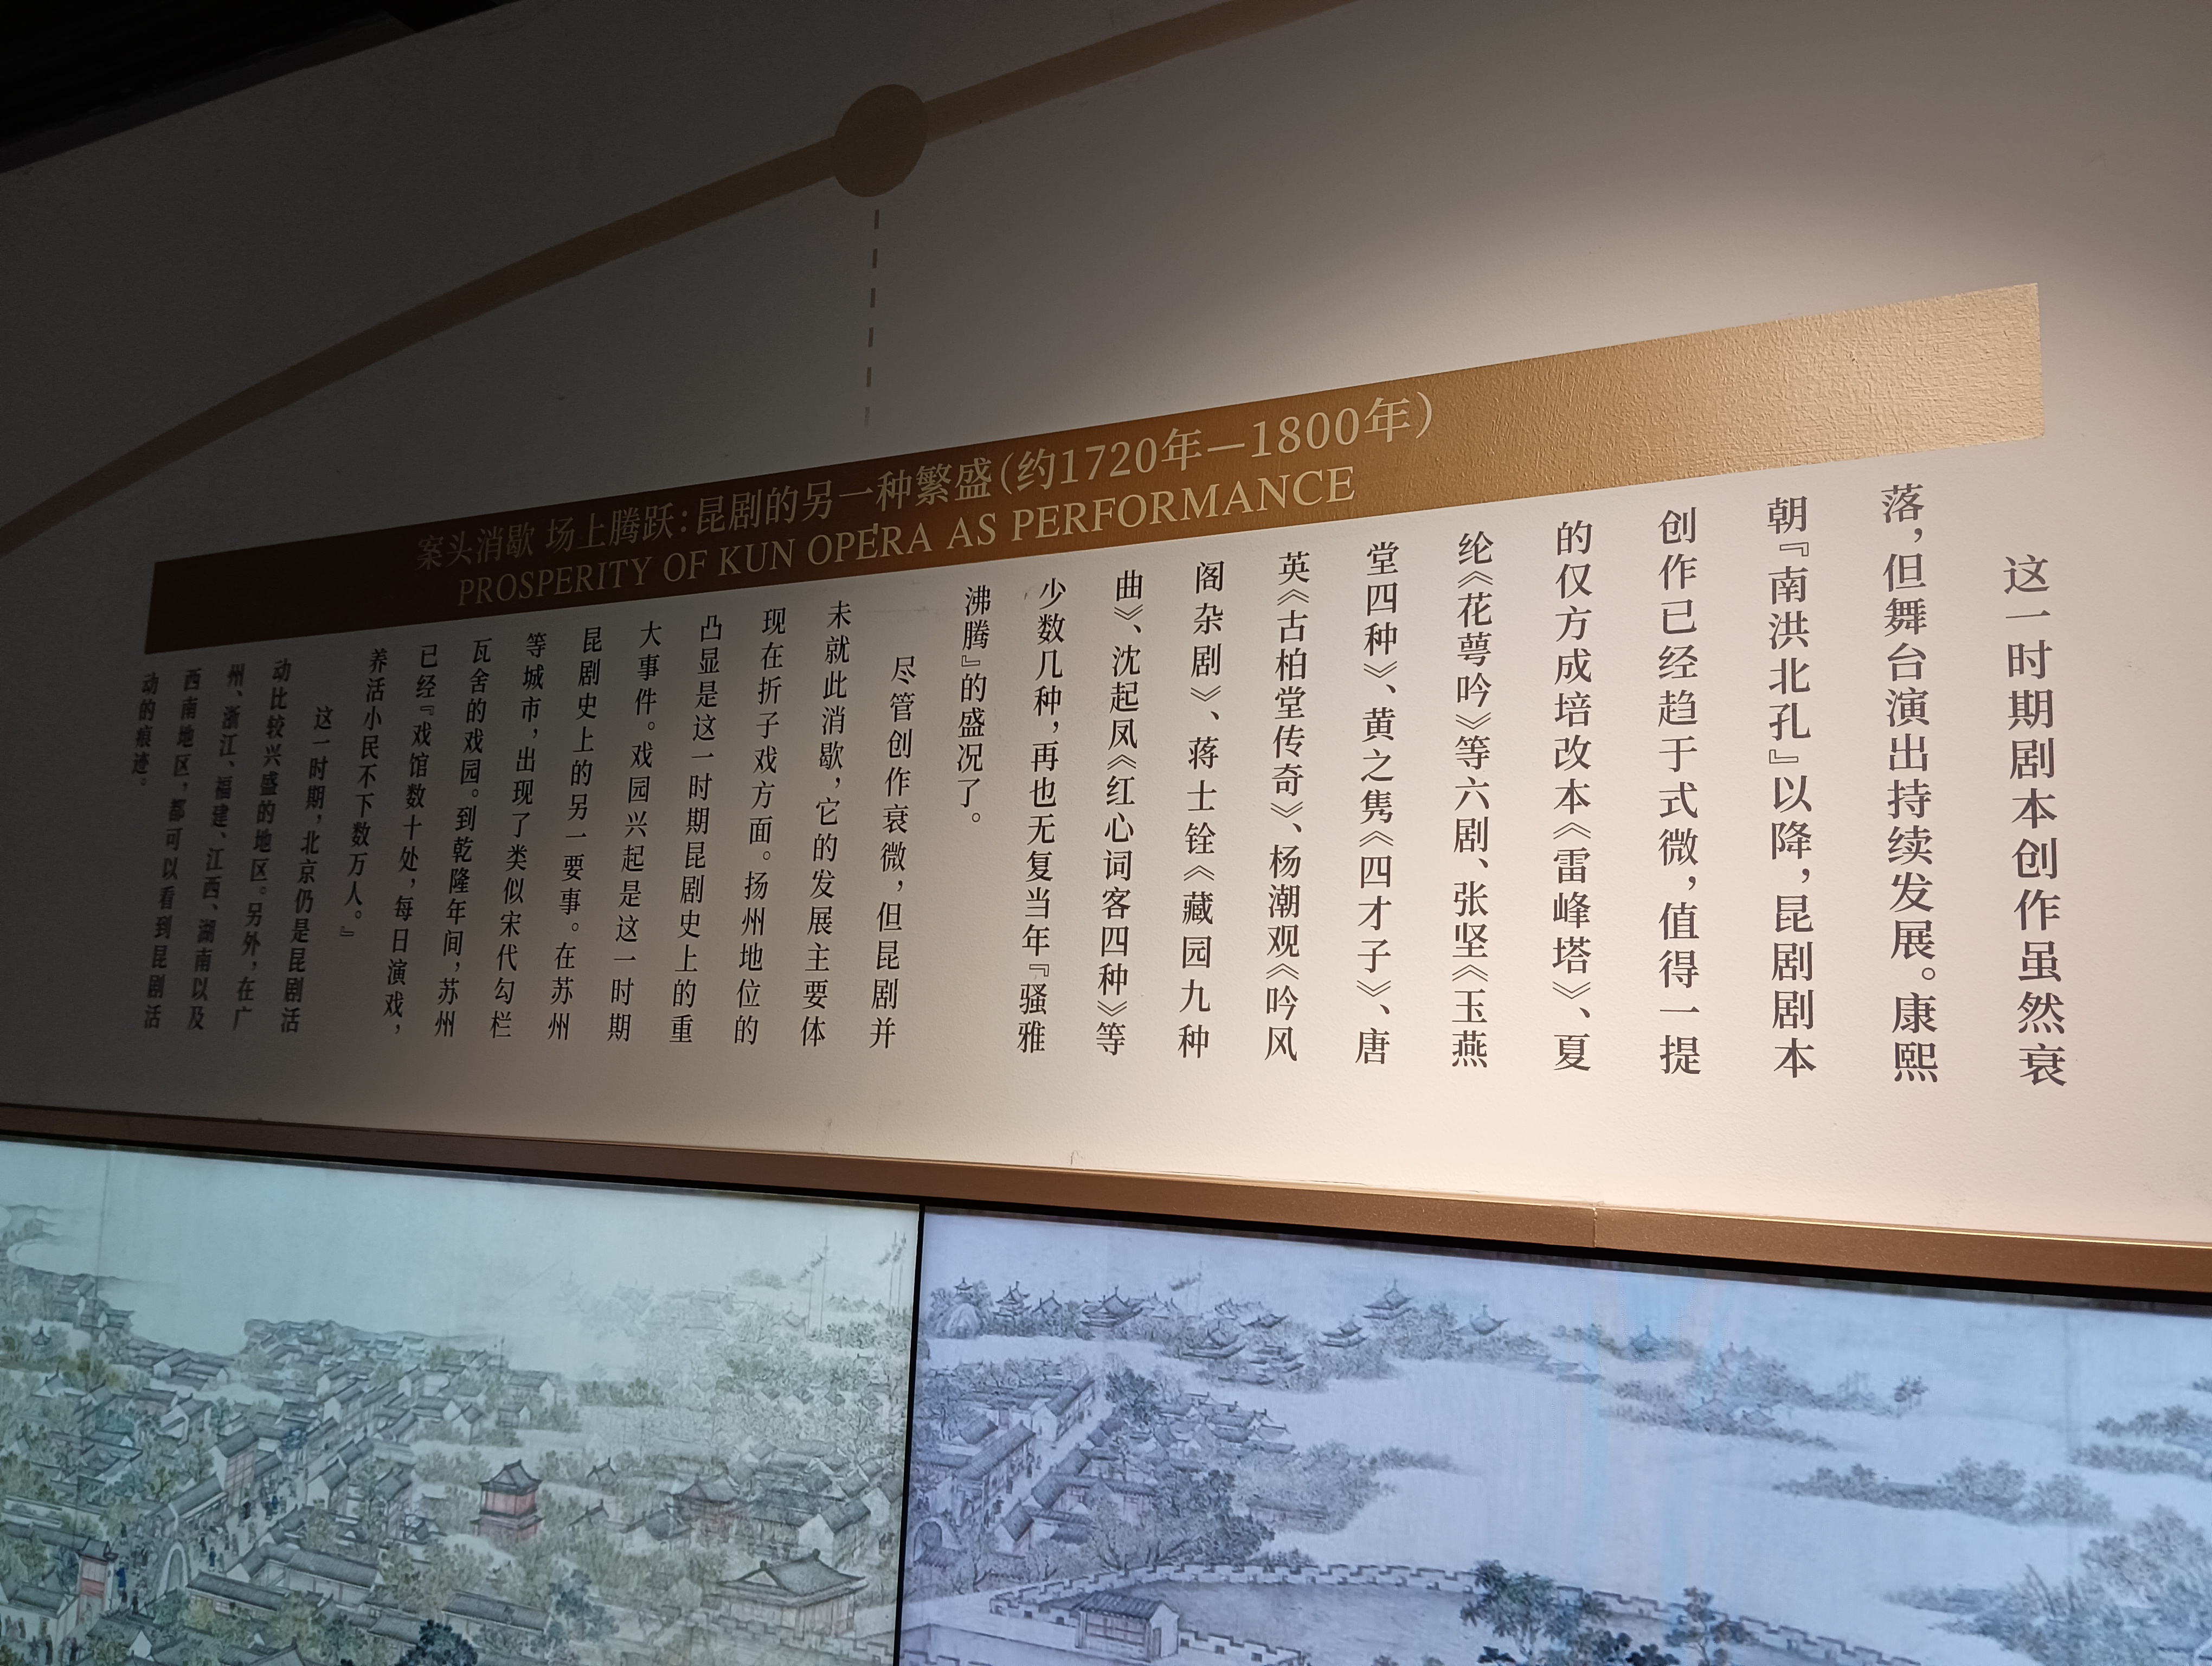 案头消歇 场上腾跃：昆剧的另一种繁盛（约1720年—1800年）
PROSPERITY OF KUN OPERA AS PERFORMANCE
这一时期剧本创作虽然衰
落，但舞台演出持续发展。康熙
朝『南洪北孔』以降，昆剧剧本
创作已经趋于式微，值得一提
的仅方成培改本《雷峰塔》、夏
纶《花萼吟》等六剧、张坚《玉燕
堂四种》、黄之隽《四才子》、唐
英《古柏堂传奇》、杨潮观《吟风
阁杂剧》、蒋士铨《藏园九种
曲》、沈起凤《红心词客四种》等
少数几种，再也无复当年『骚雅
沸腾』的盛况了。
尽管创作衰微，但昆剧并
未就此消歇，它的发展主要体
现在折子戏方面。扬州地位的
凸显是这一时期昆剧史上的重
大事件。戏园兴起是这一时期
昆剧史上的另一要事。在苏州
等城市，出现了类似宋代勾栏
瓦舍的戏园。到乾隆年间，苏州
已经『戏馆数十处，每日演戏，
养活小民不下数万人。』
这一时期，北京仍是昆剧活
动比较兴盛的地区。另外，在广
州、浙江、福建、江西、湖南以及
西南地区，都可以看到昆剧活
动的痕迹。